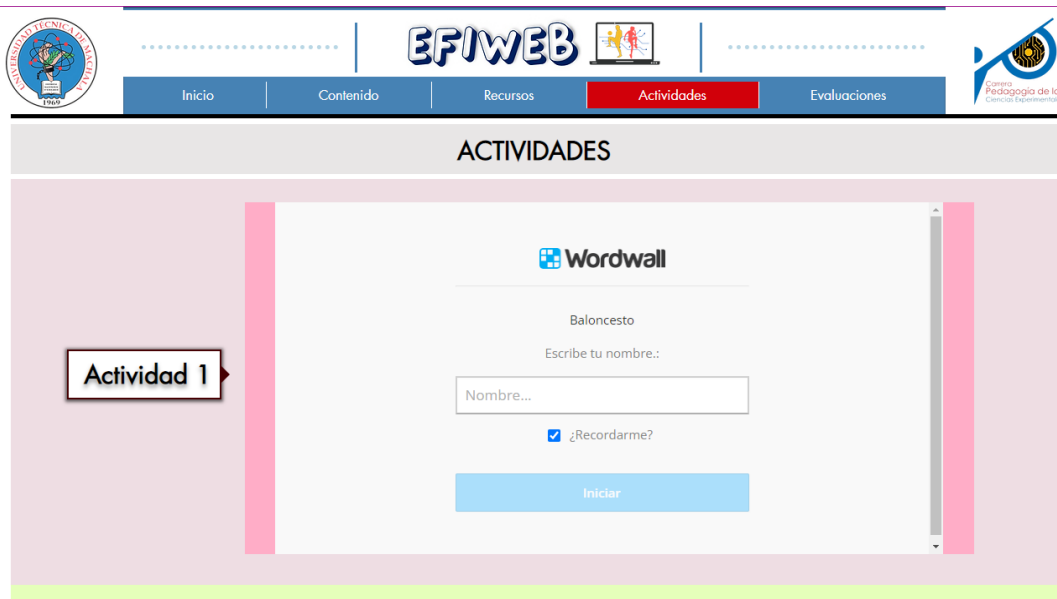 UNIVERSIDAD TÉCNICA DE MACHALA
1969
EFIWEB
Carrera
Pedagogía de la
Ciencias Experimental
Inicio
Contenido
Recursos
Actividades
Evaluaciones
ACTIVIDADES
Wordwall
Baloncesto
Escribe tu nombre.:
Actividad 1
Nombre...
¿Recordarme?
Iniciar